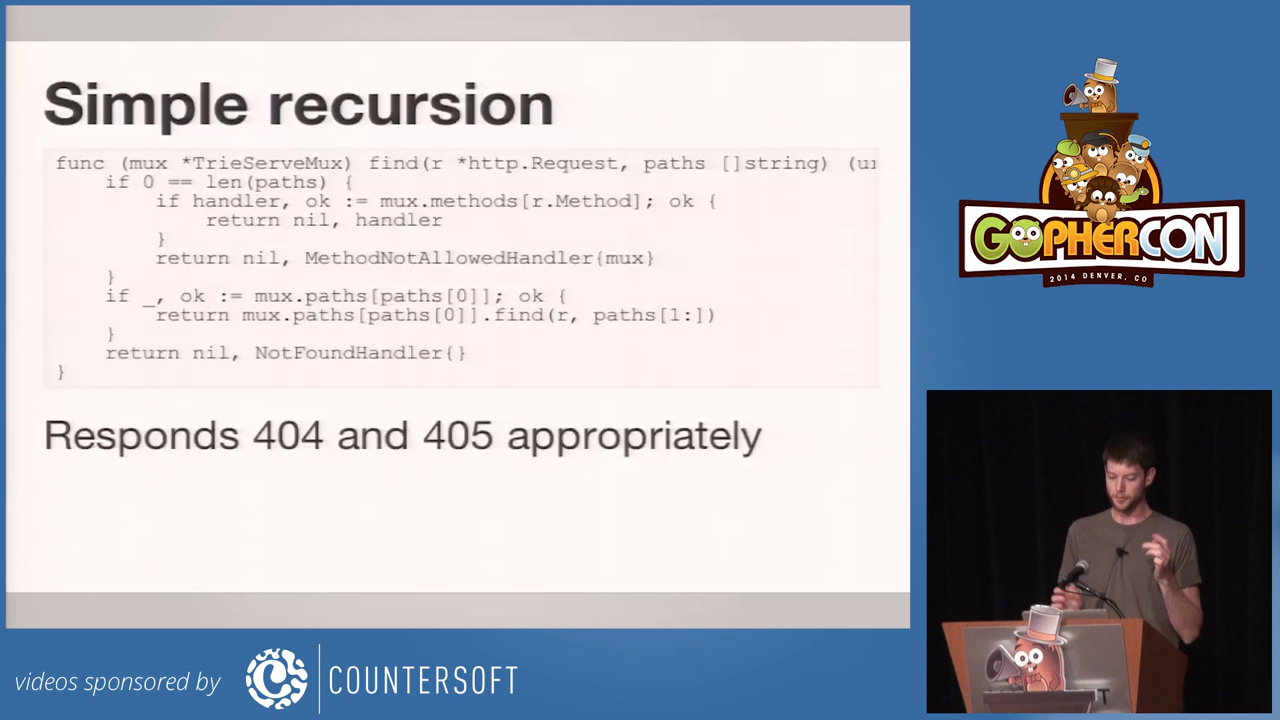 Simple recursion
func (mux *TrieServeMux) find(r *http.Request, paths []string) (ur
if 0 == len(paths) {
if handler, ok := mux.methods[r.Method]; ok {
return nil, handler
}
return nil, MethodNotAllowedHandler{mux}
}
if _, ok := mux.paths[paths[0]]; ok {
return mux.paths[paths[0]].find(r, paths[1:])
}
return nil, NotFoundHandler{}
}
Responds 404 and 405 appropriately
GOPHERCON
2014 DENVER, CO
T
videos sponsored by
COUNTERSOFT